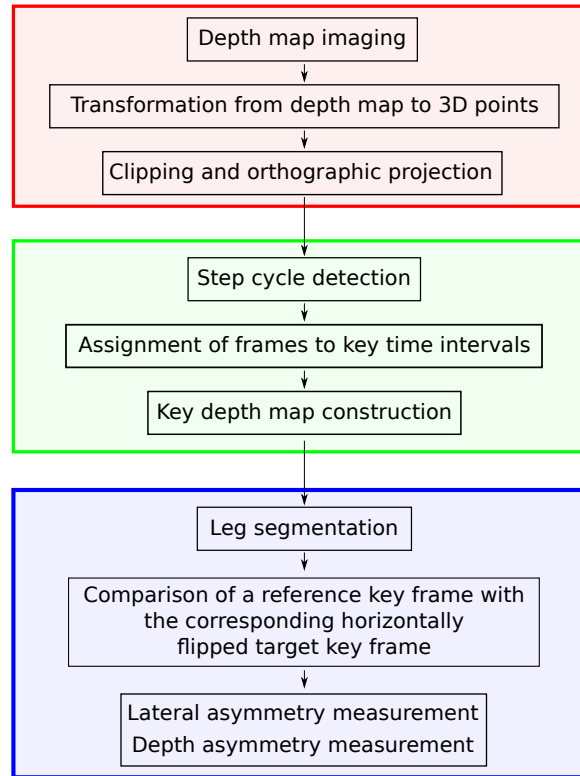 Depth map imaging
Transformation from depth map to 3D points
Clipping and orthographic projection
Step cycle detection
Assignment of frames to key time intervals
Key depth map construction
Leg segmentation
Comparison of a reference key frame with
the corresponding horizontally
flipped target key frame
Lateral asymmetry measurement
Depth asymmetry measurement